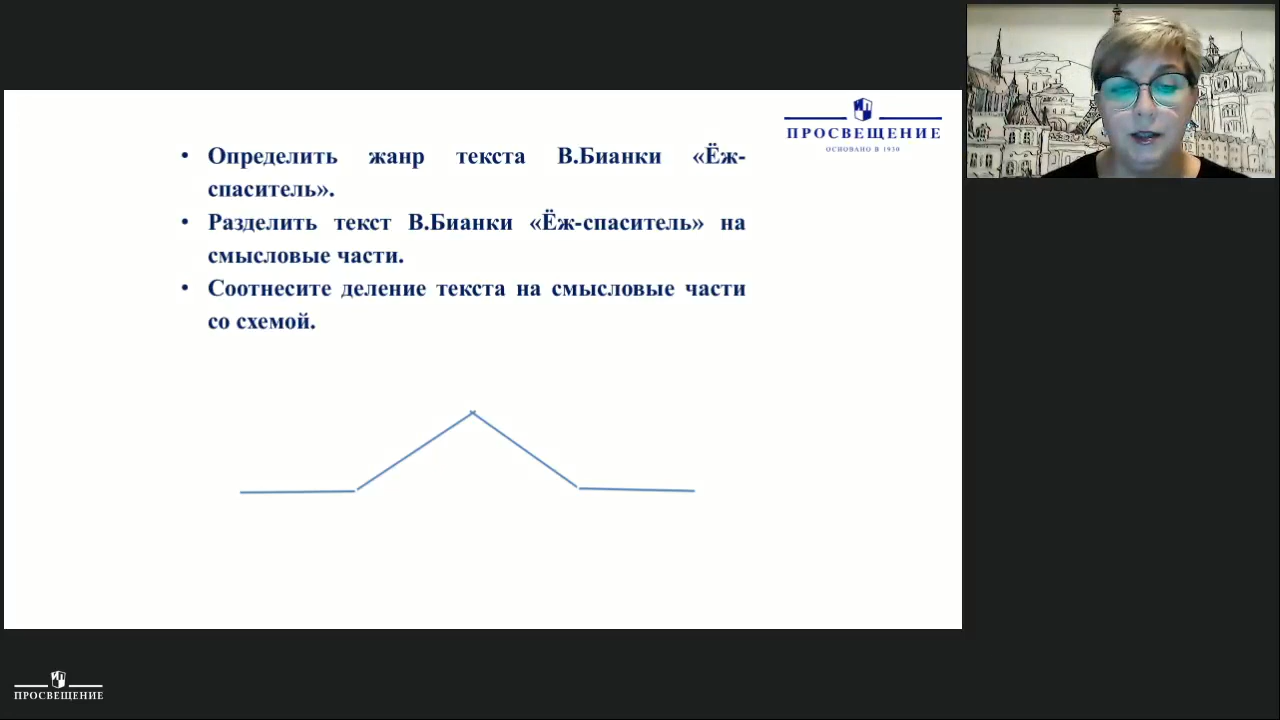 ПРОСВЕЩЕНИЕ
ОСНОВАНО В 1930
• Определить жанр текста В.Бианки «Ёж-
спаситель».
• Разделить текст В.Бианки «Ёж-спаситель» на
смысловые части.
• Соотнесите деление текста на смысловые части
со схемой.
ПРОСВЕЩЕНИЕ